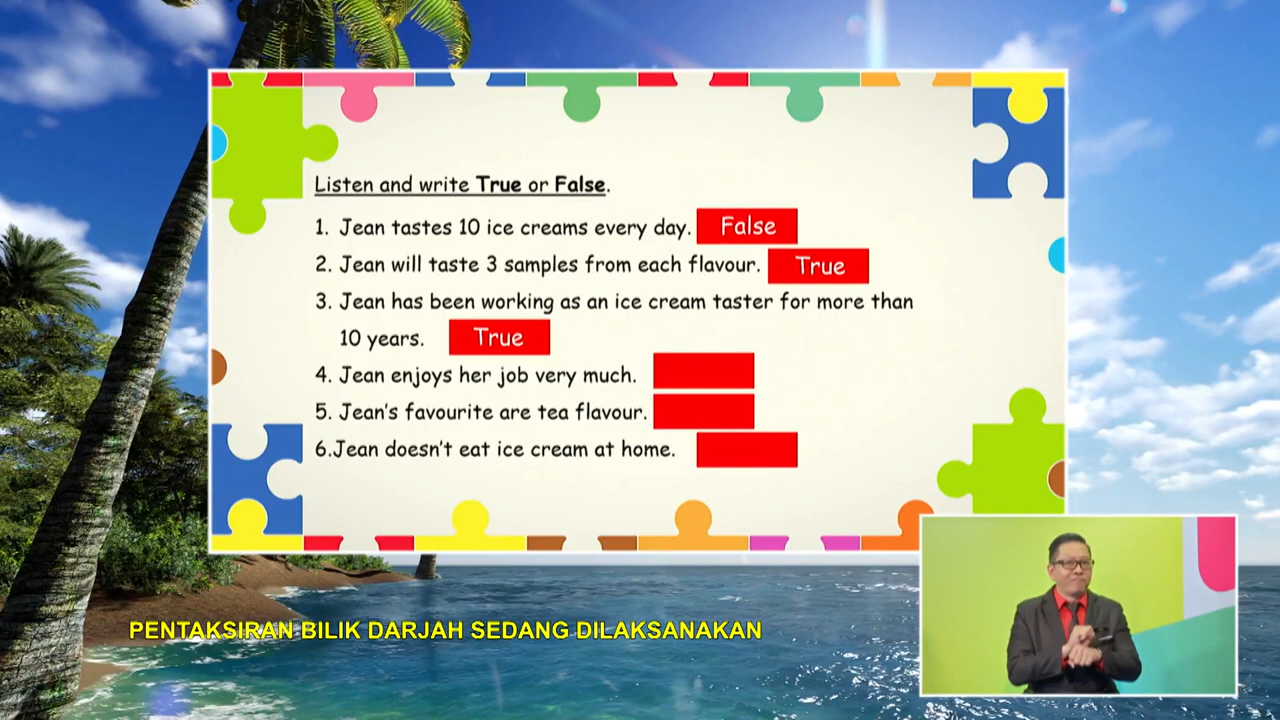 Listen and write True or False.
1. Jean tastes 10 ice creams every day. False
2. Jean will taste 3 samples from each flavour. True
3. Jean has been working as an ice cream taster for more than
10 years. True
4. Jean enjoys her job very much.
5. Jean's favourite are tea flavour.
6.Jean doesn't eat ice cream at home.
PENTAKSIRAN BILIK DARJAH SEDANG DILAKSANAKAN